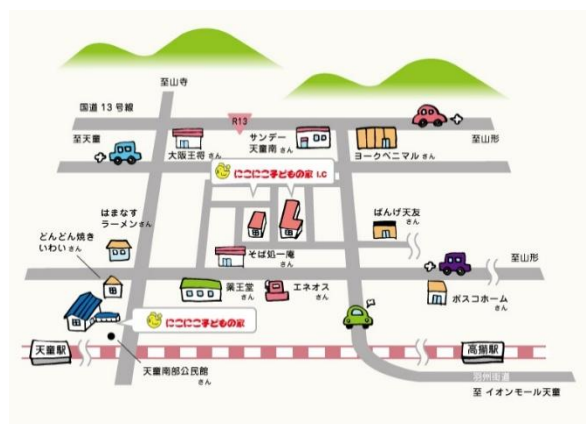 至山寺
国道13号線
R13
至天童
大阪王将さん
サンデー
天童南さん
ヨークベニマルさん
至山形
にこにこ子どもの家 I.C
はまなす
ラーメンさん
どんどん焼き
いわいさん
ばんげ天友
さん
そば処一庵
さん
至山形
薬王堂
さん
エネオス
さん
ボスコホーム
さん
にこにこ子どもの家
天童駅
高擶駅
天童南部公民館
さん
羽州街道
至 イオンモール天童